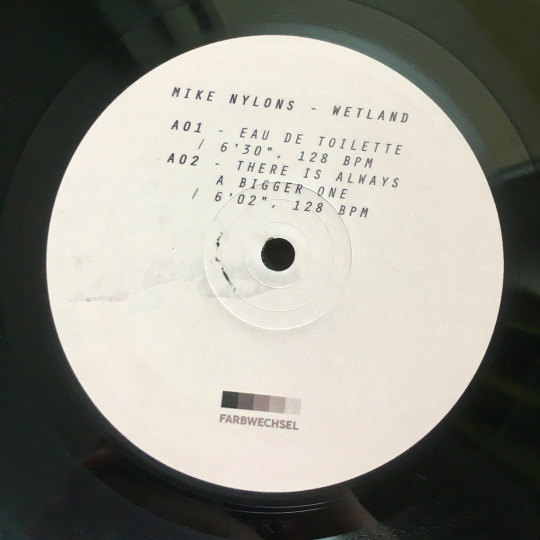 MIKE NYLONS - WETLAND
A01 - EAU DE TOILETTE
/ 6'30", 128 BPM
A02 - THERE IS ALWAYS
A BIGGER ONE
/ 6'02", 128 BPM
FARBWECHSEL